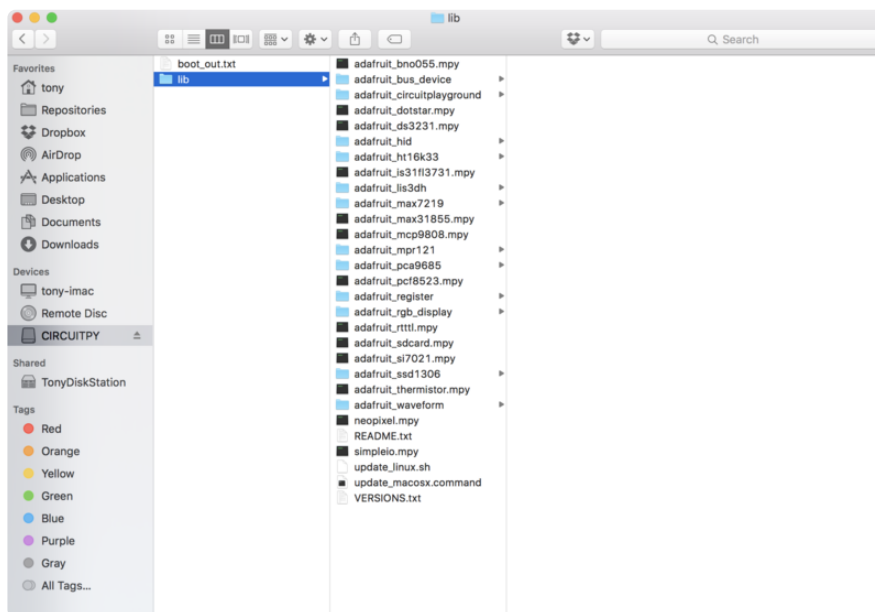 lib
Search
Favorites
tony
Repositories
Dropbox
AirDrop
Applications
Desktop
Documents
Downloads
Devices
tony-imac
Remote Disc
CIRCUITPY
Shared
TonyDiskStation
Tags
Red
Orange
Yellow
Green
Blue
Purple
Gray
All Tags...
boot_out.txt
lib
adafruit_bno055.mpy
adafruit_bus_device
adafruit_circuitplayground
adafruit_dotstar.mpy
adafruit_ds3231.mpy
adafruit_hid
adafruit_ht16k33
adafruit_is31fl3731.mpy
adafruit_lis3dh
adafruit_max7219
adafruit_max31855.mpy
adafruit_mcp9808.mpy
adafruit_mpr121
adafruit_pca9685
adafruit_pcf8523.mpy
adafruit_register
adafruit_rgb_display
adafruit_rtttl.mpy
adafruit_sdcard.mpy
adafruit_si7021.mpy
adafruit_ssd1306
adafruit_thermistor.mpy
adafruit_waveform
neopixel.mpy
README.txt
simpleio.mpy
update_linux.sh
update_macosx.command
VERSIONS.txt